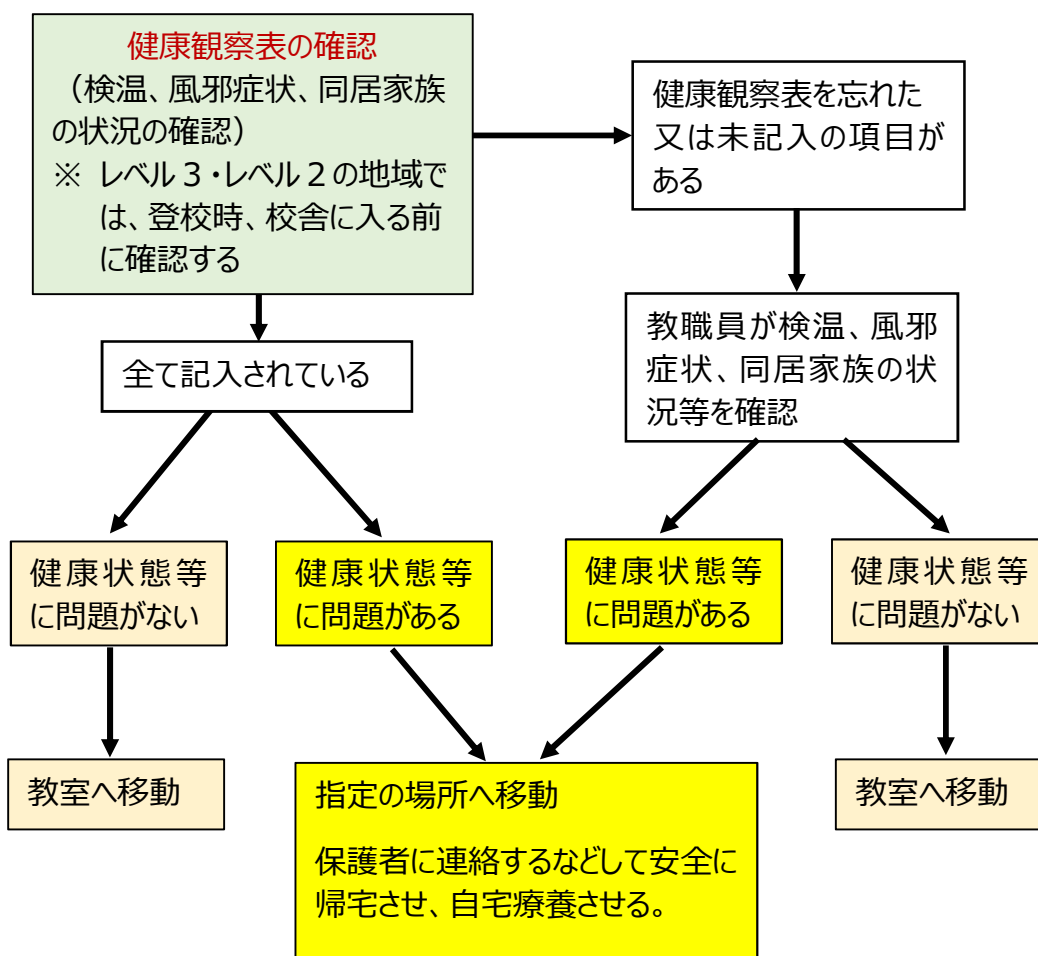 健康観察表の確認
（検温、風邪症状、同居家族
の状況の確認）
※ レベル３・レベル２の地域で
は、登校時、校舎に入る前
に確認する
健康観察表を忘れた
又は未記入の項目が
ある
教職員が検温、風邪
症状、同居家族の状
況等を確認
全て記入されている
健康状態等
に問題がない
健康状態等
に問題がある
健康状態等
に問題がある
健康状態等
に問題がない
教室へ移動
指定の場所へ移動
保護者に連絡するなどして安全に
帰宅させ、自宅療養させる。
教室へ移動